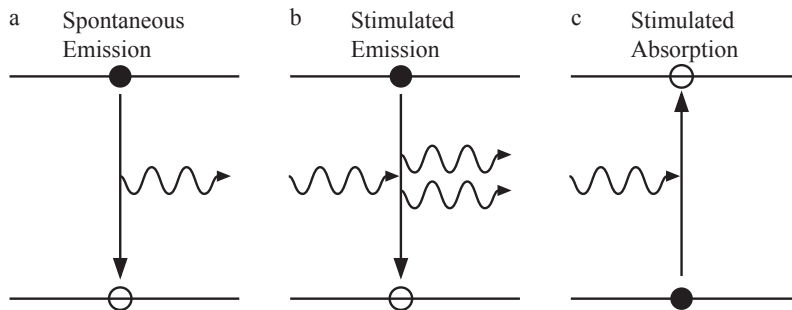 a Spontaneous
Emission
b Stimulated
Emission
c Stimulated
Absorption